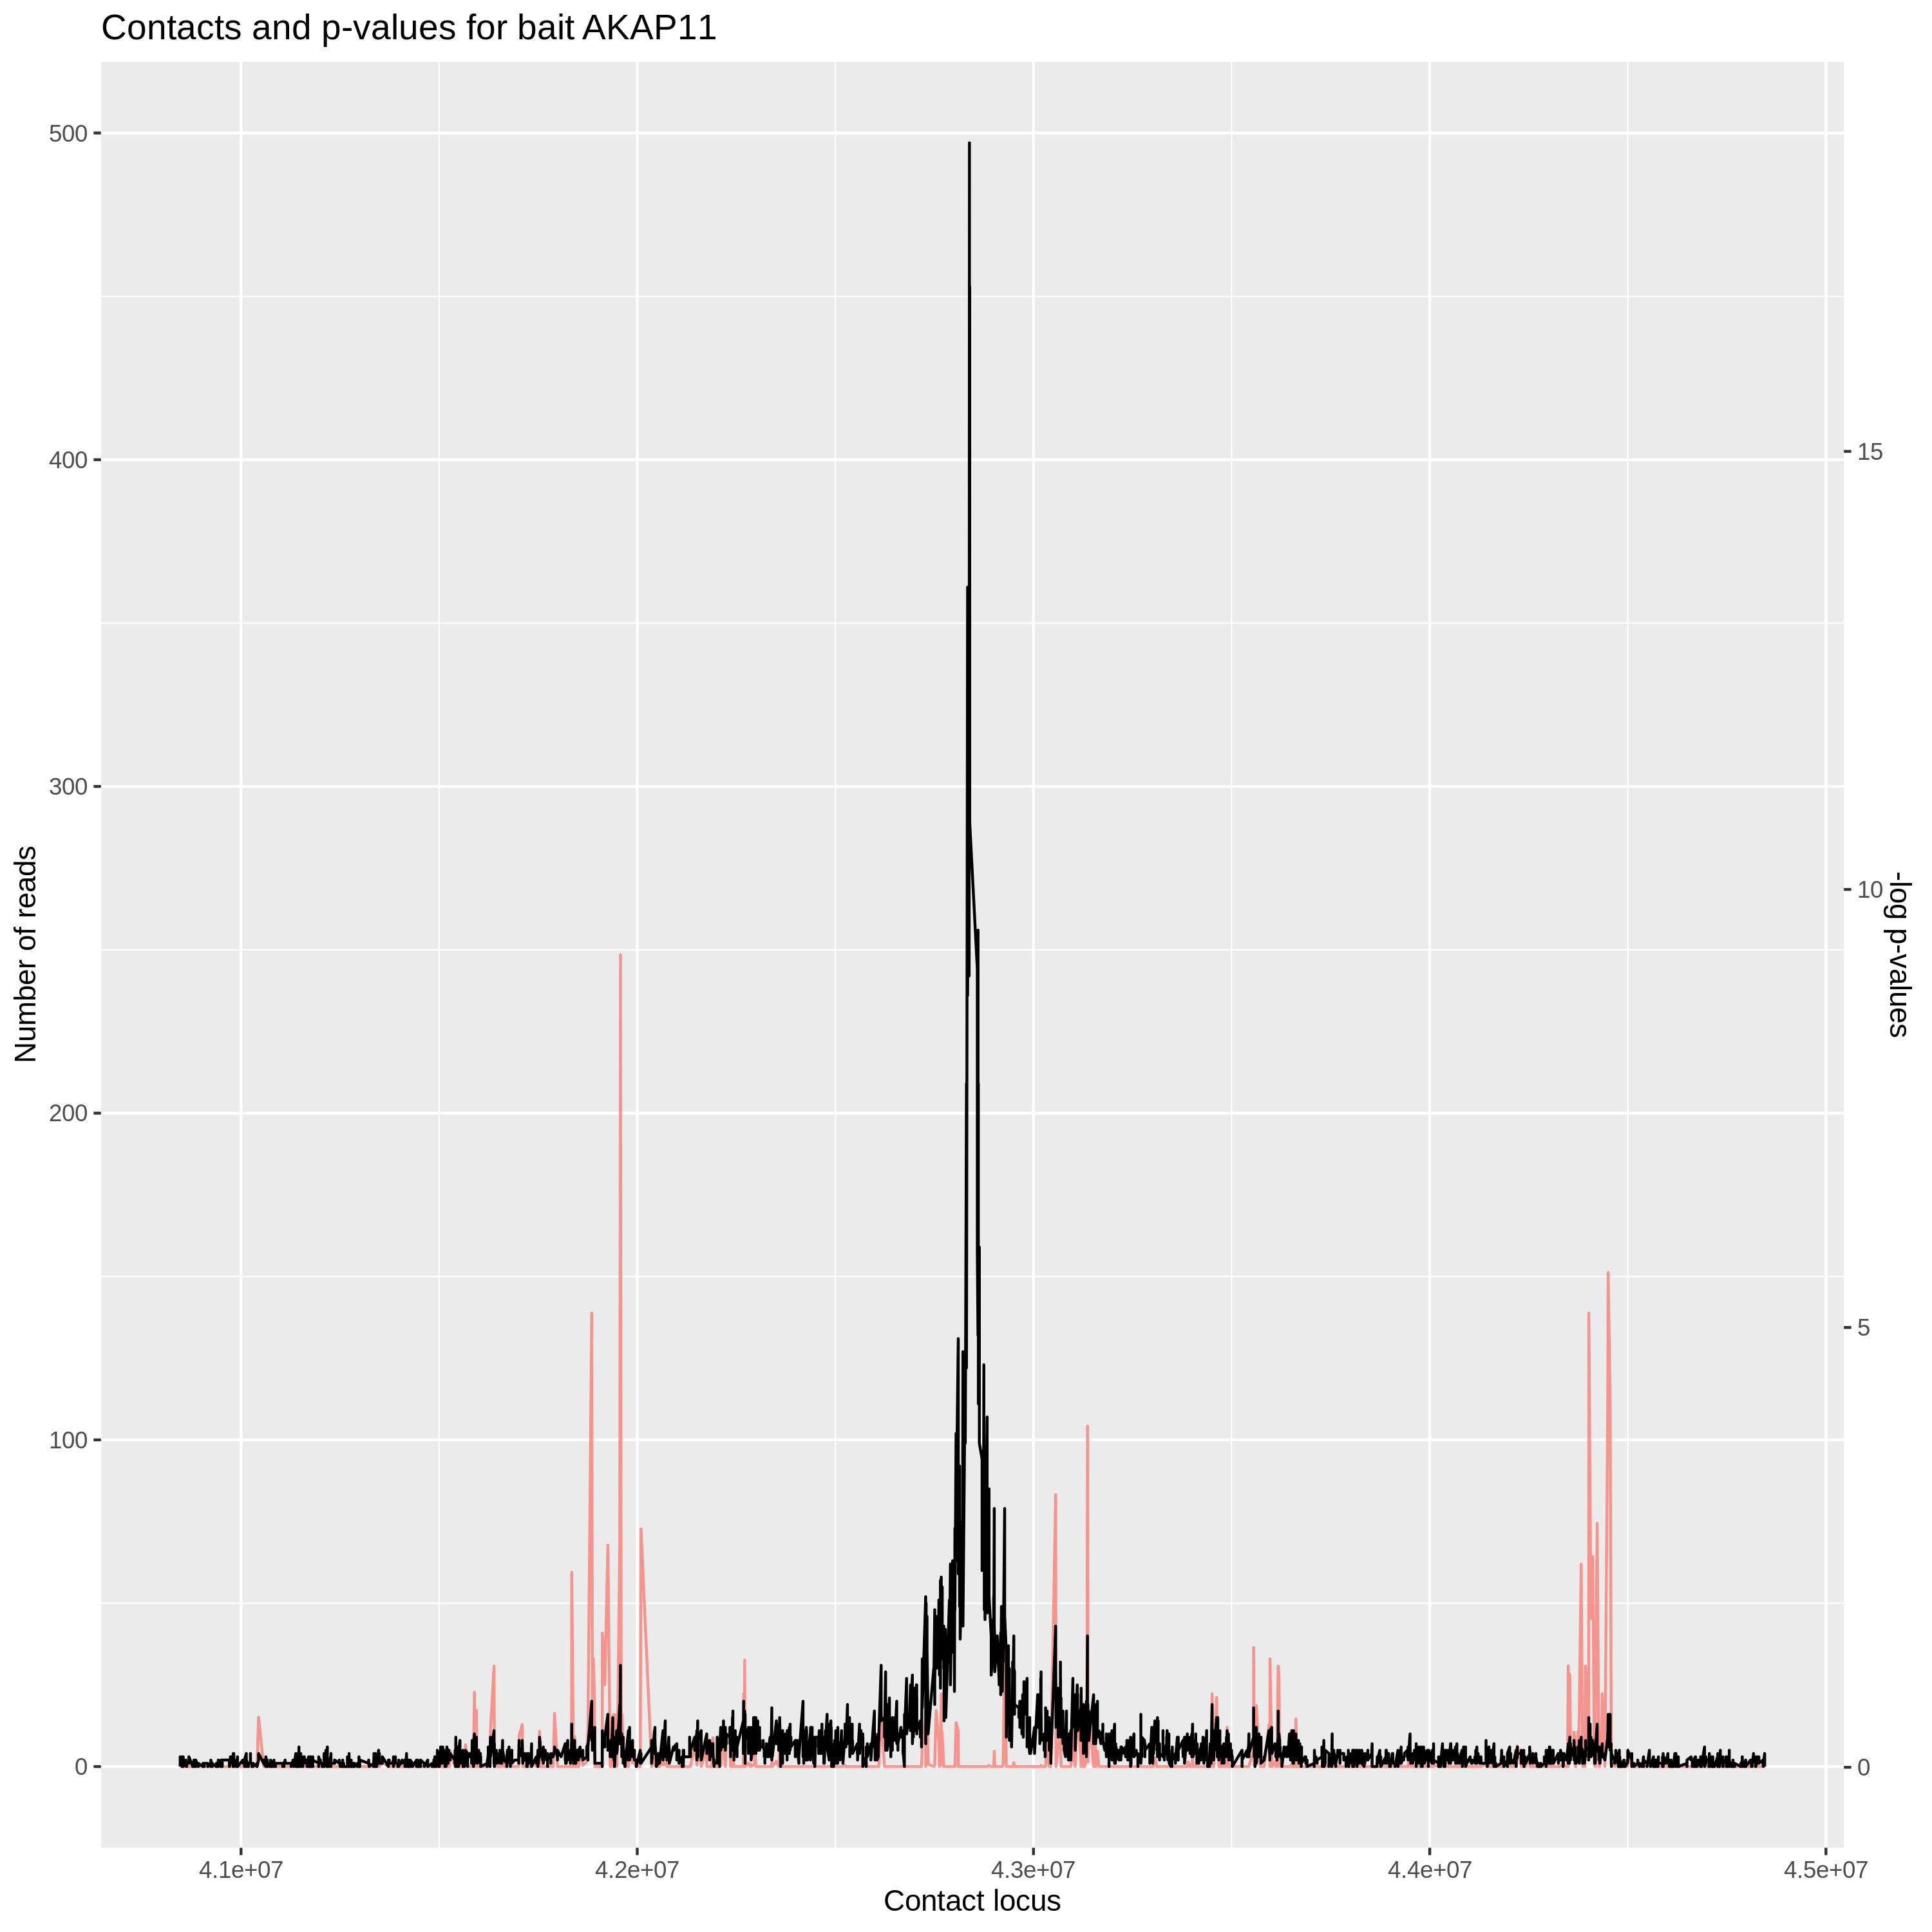 Contacts and p-values for bait AKAP11
500
400
300
200
100
0
Number of reads
15
10
5
0
-log p-values
4.1e+07
4.2e+07
4.3e+07
4.4e+07
4.5e+07
Contact locus